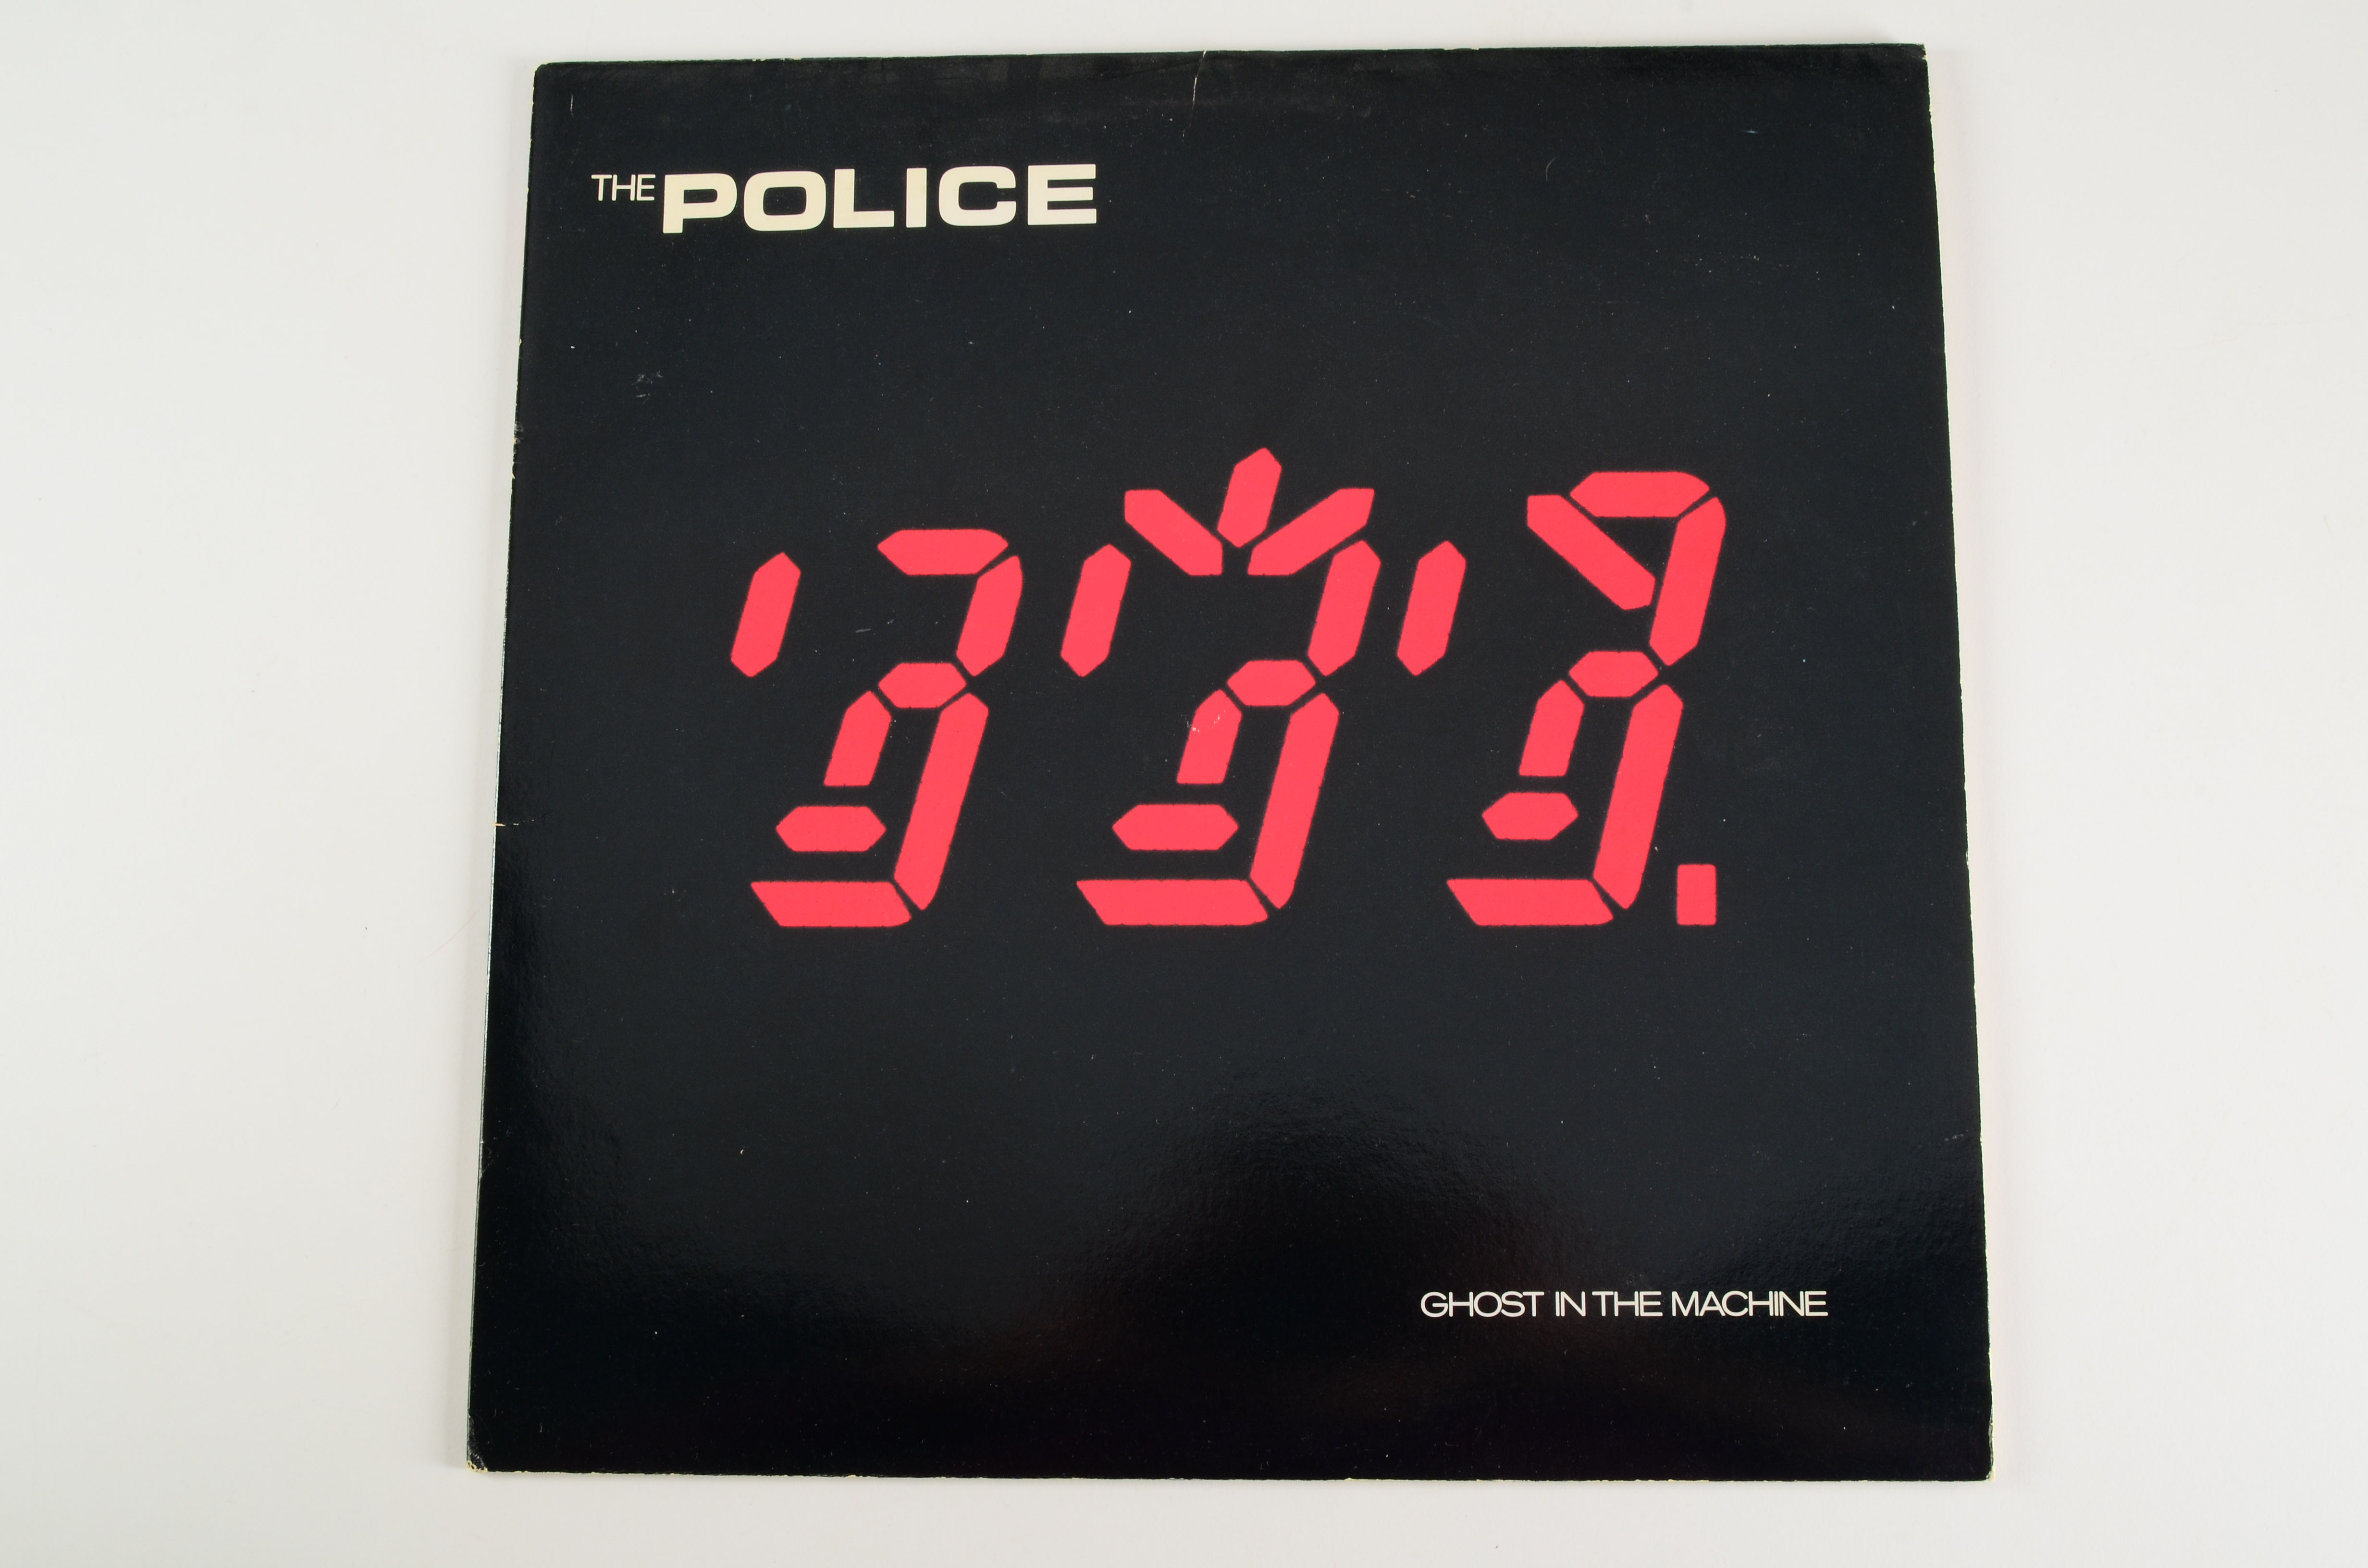 THE POLICE
GHOST IN THE MACHINE